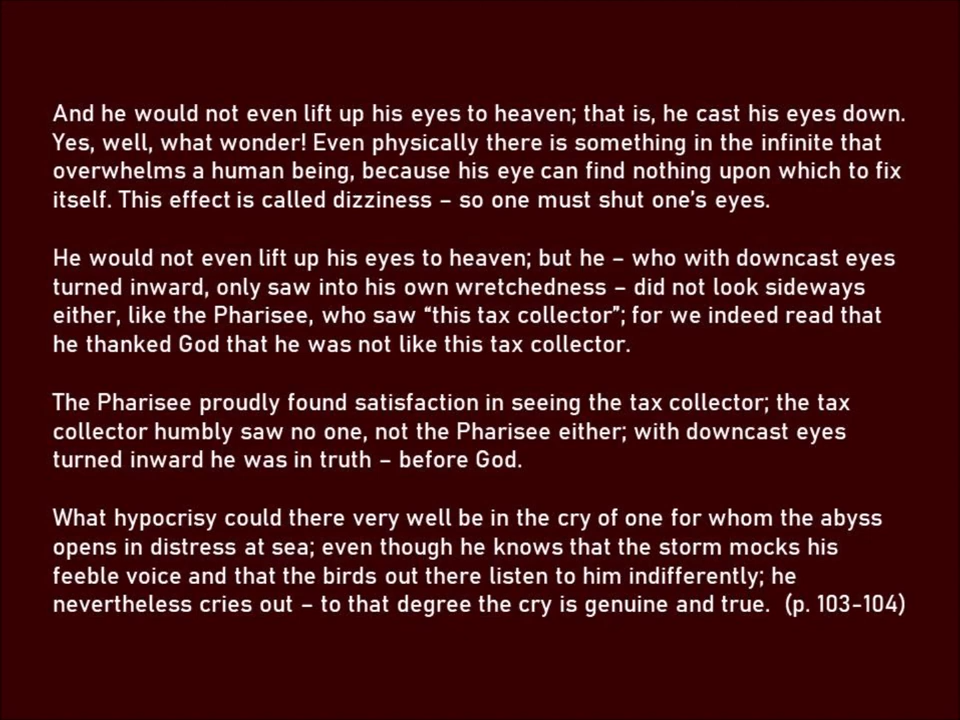 And he would not even lift up his eyes to heaven; that is, he cast his eyes down.
Yes, well, what wonder! Even physically there is something in the infinite that
overwhelms a human being, because his eye can find nothing upon which to fix
itself. This effect is called dizziness – so one must shut one's eyes.
He would not even lift up his eyes to heaven; but he – who with downcast eyes
turned inward, only saw into his own wretchedness – did not look sideways
either, like the Pharisee, who saw “this tax collector”; for we indeed read that
he thanked God that he was not like this tax collector.
The Pharisee proudly found satisfaction in seeing the tax collector; the tax
collector humbly saw no one, not the Pharisee either; with downcast eyes
turned inward he was in truth – before God.
What hypocrisy could there very well be in the cry of one for whom the abyss
opens in distress at sea; even though he knows that the storm mocks his
feeble voice and that the birds out there listen to him indifferently; he
nevertheless cries out – to that degree the cry is genuine and true.  (p. 103-104)